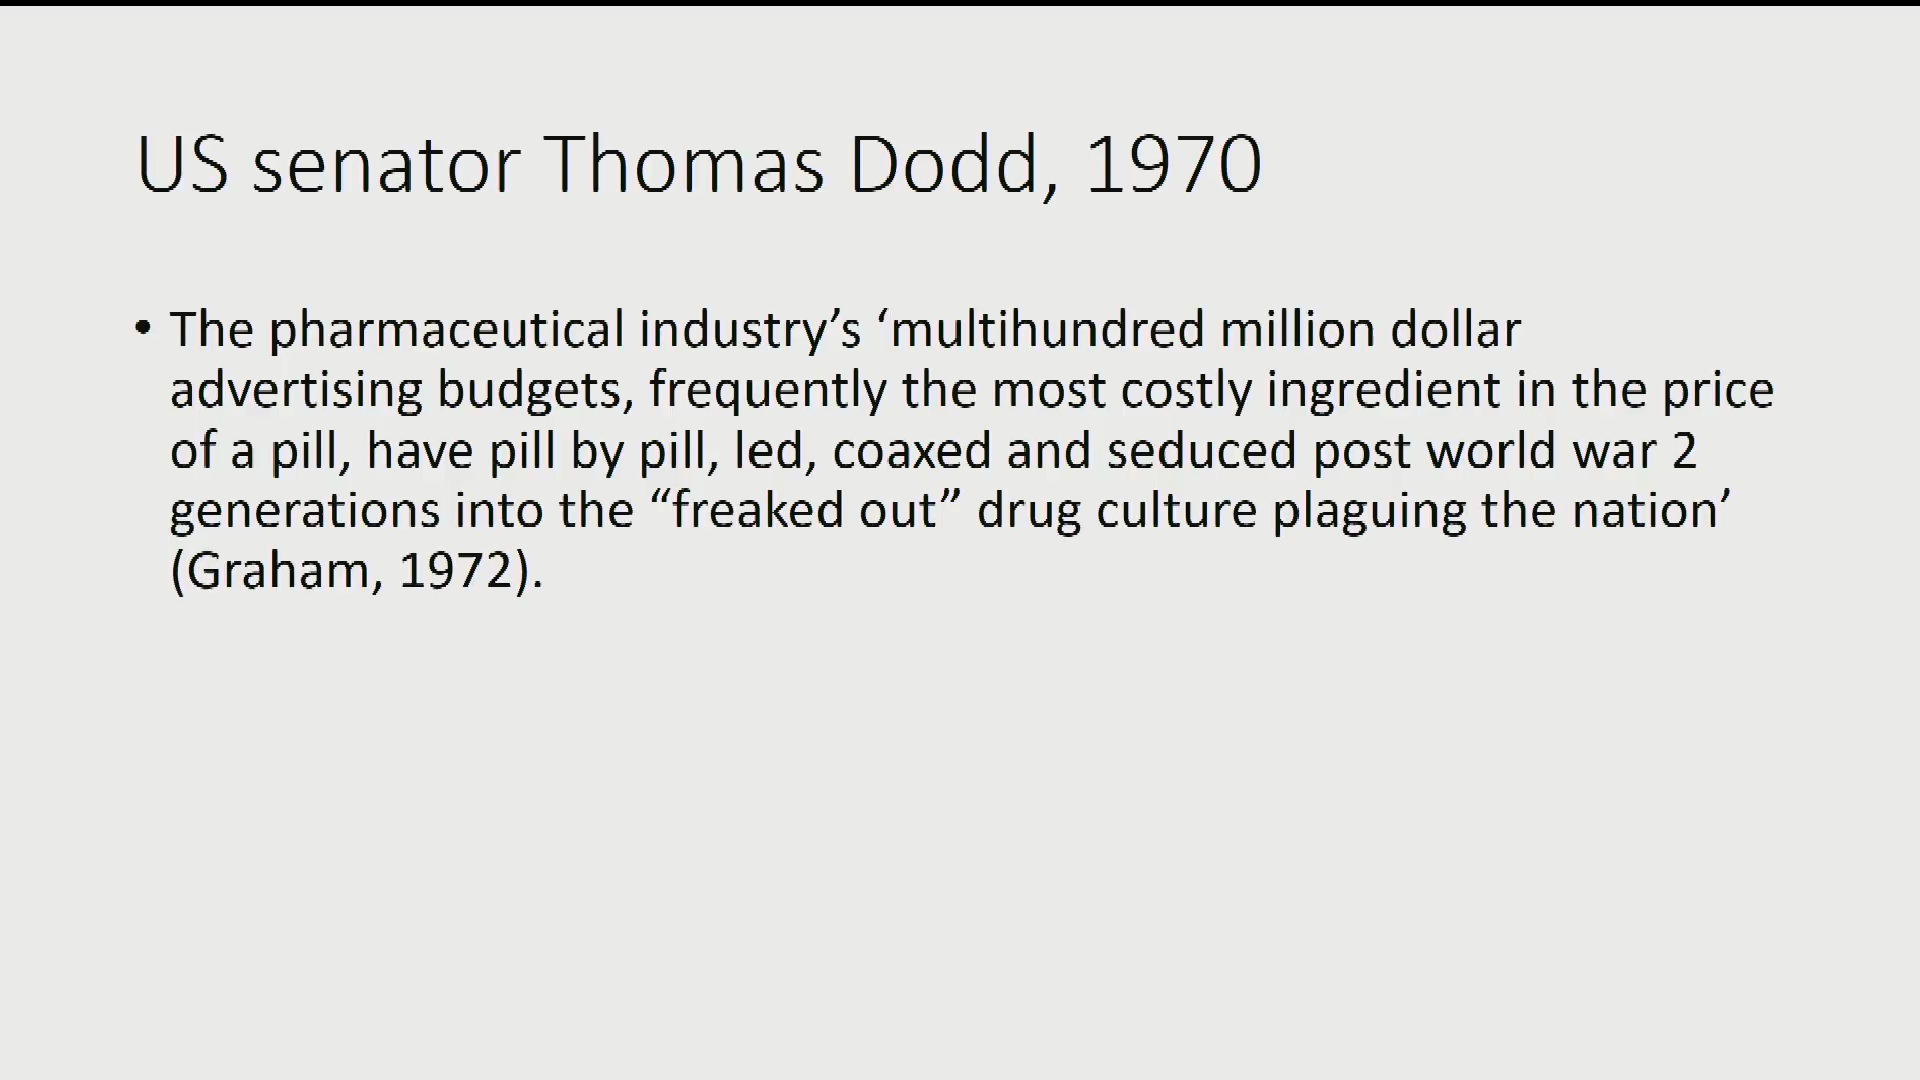 US senator Thomas Dodd, 1970
• The pharmaceutical industry’s ‘multihundred million dollar
advertising budgets, frequently the most costly ingredient in the price
of a pill, have pill by pill, led, coaxed and seduced post world war 2
generations into the “freaked out” drug culture plaguing the nation’
(Graham, 1972).